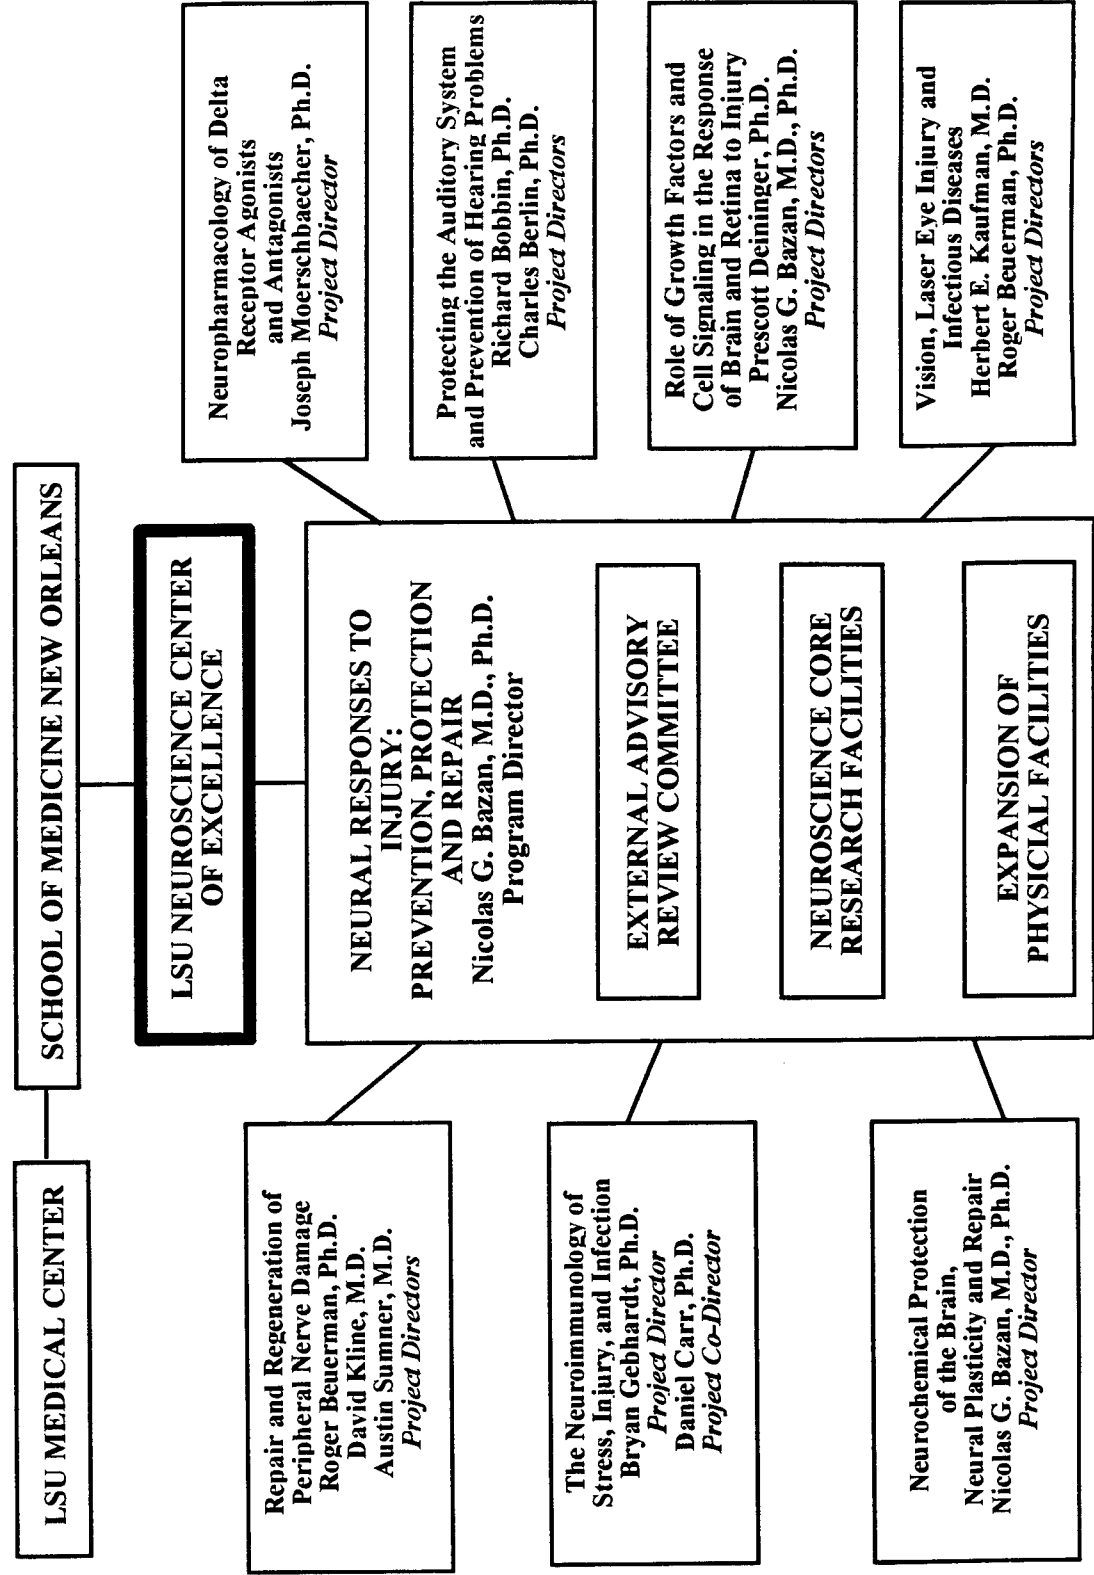 LSU MEDICAL CENTER
SCHOOL OF MEDICINE NEW ORLEANS
LSU NEUROSCIENCE CENTER
OF EXCELLENCE
Repair and Regeneration of
Peripheral Nerve Damage
Roger Beuerman, Ph.D.
David Kline, M.D.
Austin Sumner, M.D.
Project Directors
The Neuroimmunology of
Stress, Injury, and Infection
Bryan Gebhardt, Ph.D.
Project Director
Daniel Carr, Ph.D.
Project Co-Director
Neurochemical Protection
of the Brain,
Neural Plasticity and Repair
Nicolas G. Bazan, M.D., Ph.D.
Project Director
NEURAL RESPONSES TO
INJURY:
PREVENTION, PROTECTION
AND REPAIR
Nicolas G. Bazan, M.D., Ph.D.
Program Director
EXTERNAL ADVISORY
REVIEW COMMITTEE
NEUROSCIENCE CORE
RESEARCH FACILITIES
EXPANSION OF
PHYSICIAL FACILITIES
Neuropharmacology of Delta
Receptor Agonists
and Antagonists
Joseph Moerschbaecher, Ph.D.
Project Director
Protecting the Auditory System
and Prevention of Hearing Problems
Richard Bobbin, Ph.D.
Charles Berlin, Ph.D.
Project Directors
Role of Growth Factors and
Cell Signaling in the Response
of Brain and Retina to Injury
Prescott Deininger, Ph.D.
Nicolas G. Bazan, M.D., Ph.D.
Project Directors
Vision, Laser Eye Injury and
Infectious Diseases
Herbert E. Kaufman, M.D.
Roger Beuerman, Ph.D.
Project Directors